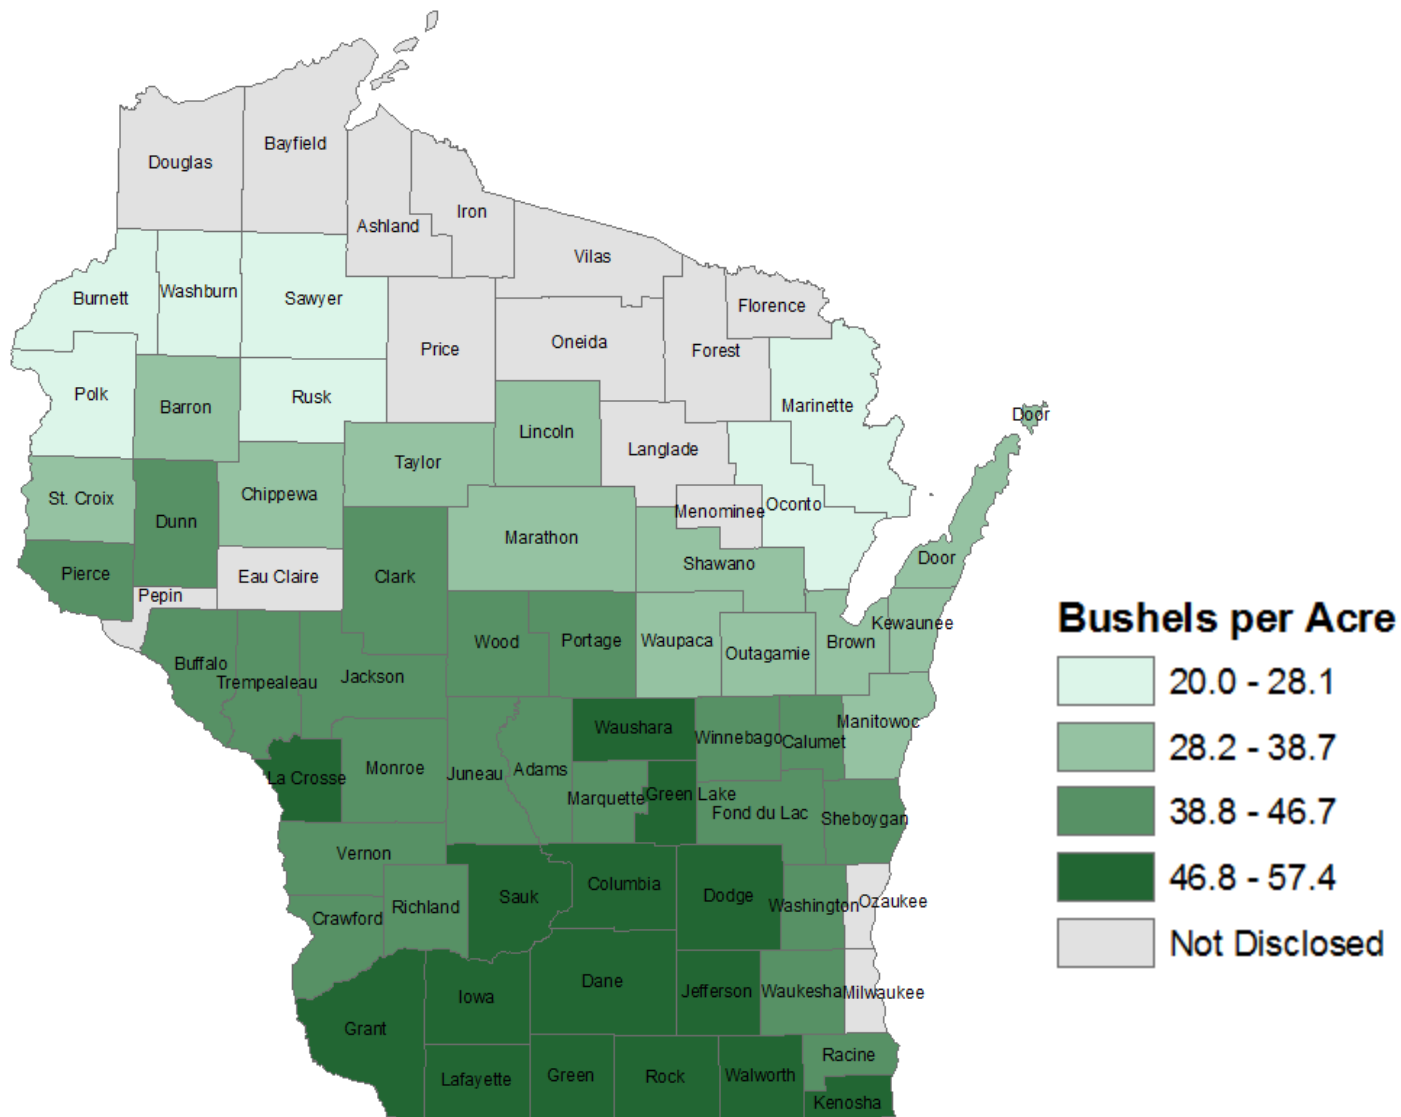 Bayfield
Douglas
Iron
Ashland
Vilas
Washburn
Burnett
Sawyer
Florence
Oneida
Price
Forest
Polk
Rusk
Barron
Marinette
Door
Lincoln
Langlade
Taylor
Chippewa
St. Croix
Oconto
Menominee
Dunn
Marathon
Door
Shawano
Pierce
Eau Claire
Clark
Pepin
Kewaunee
Wood
Portage
Waupaca
Brown
Outagamie
Buffalo
Jackson
Trempealeau
Manitowoc
Waushara
Winnebago
Calumet
Monroe
Adams
Juneau
La Crosse
Green Lake
Marquette
Fond du Lac
Sheboygan
Vernon
Columbia
Dodge
Sauk
Ozaukee
Washington
Richland
Crawford
Dane
Jefferson
Waukesha
Milwaukee
Iowa
Grant
Racine
Green
Rock
Walworth
Lafayette
Kenosha
Bushels per Acre
20.0 - 28.1
28.2 - 38.7
38.8 - 46.7
46.8 - 57.4
Not Disclosed